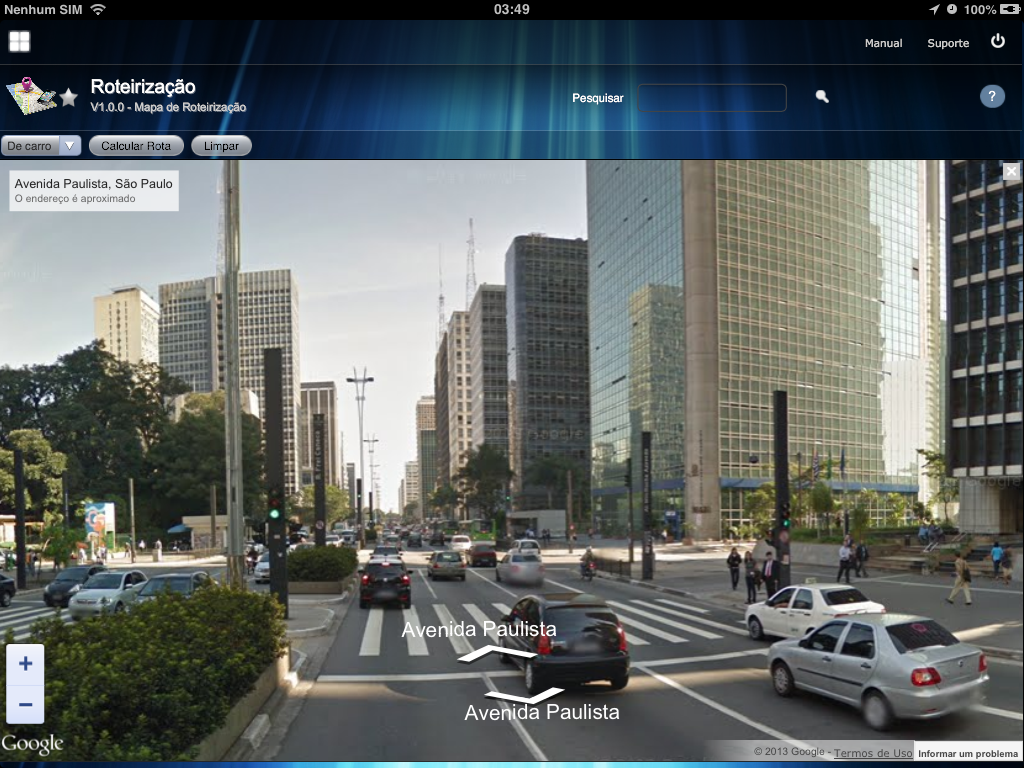 Nenhum SIM
03:49
100%
Manual
Suporte
Roteirização
V1.0.0 - Mapa de Roteirização
Pesquisar
?
De carro
Calcular Rota
Limpar
Avenida Paulista, São Paulo
O endereço é aproximado
Avenida Paulista
Avenida Paulista
+
−
Google
© 2013 Google - Termos de Uso
Informar um problema